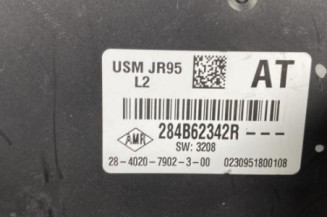 USM JR95
L2
AT
AMR
284B62342R---
SW: 3208
28-4020-7902-3-00 0230951800108